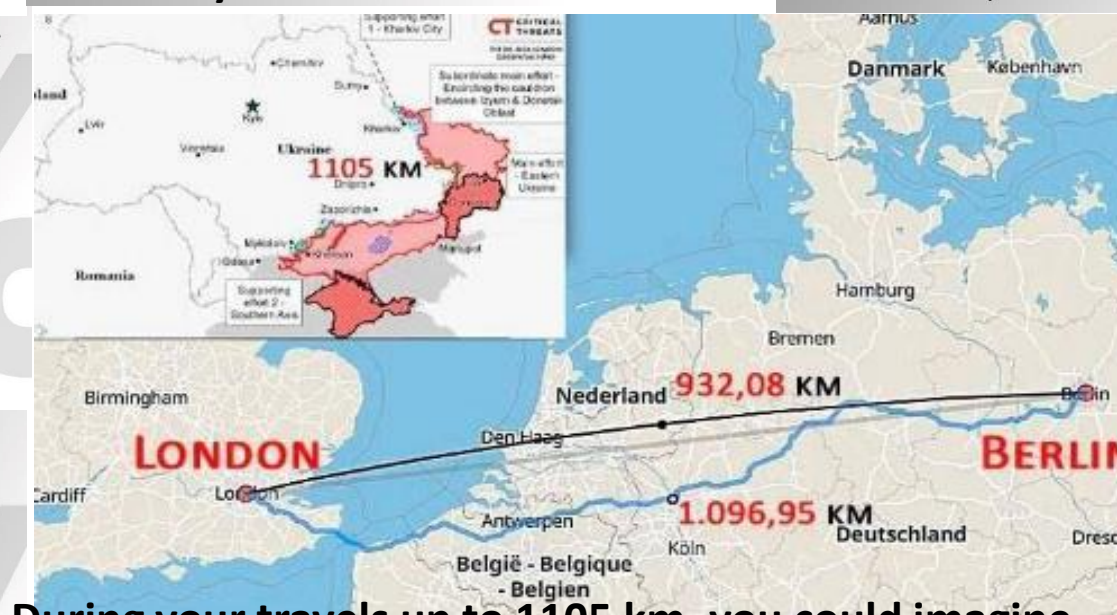 Supporting effort
1 - Kharkiv City
CT CRITICAL
THREATS
Chernihiv
Sumy
Subordinate main effort -
Encircling the cauldron
between Izyum & Donetsk
Oblast
Kyiv
Lviv
Kharkiv
Vinnytsia
Ukraine
1105 KM
Main effort
- Eastern
Ukraine
Dnipro
Zaporizhia
Mykolaiv
Kherson
Mariupol
Odesa
Romania
Supporting
effort 2 -
Southern Axis
Aarhus
Danmark
København
Hamburg
Bremen
Birmingham
Nederland
932,08 KM
Berlin
Den Haag
LONDON
Cardiff
London
Antwerpen
1.096,95 KM
Deutschland
Köln
België - Belgique
- Belgien
During your travels up to 1105 km, you could imagine